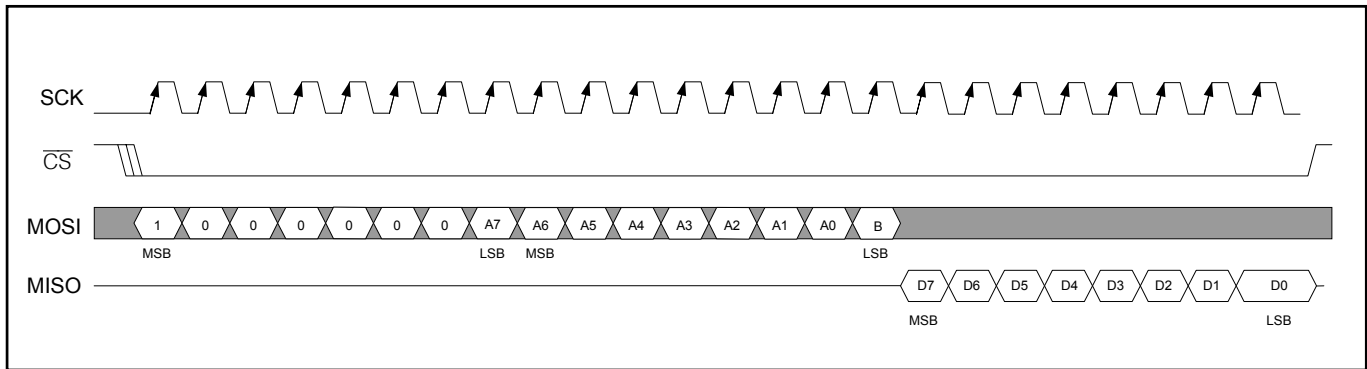 SCK
CS
MOSI 1 0 0 0 0 0 0 A7 A6 A5 A4 A3 A2 A1 A0 B
MSB LSB MSB LSB
MISO D7 D6 D5 D4 D3 D2 D1 D0
MSB LSB